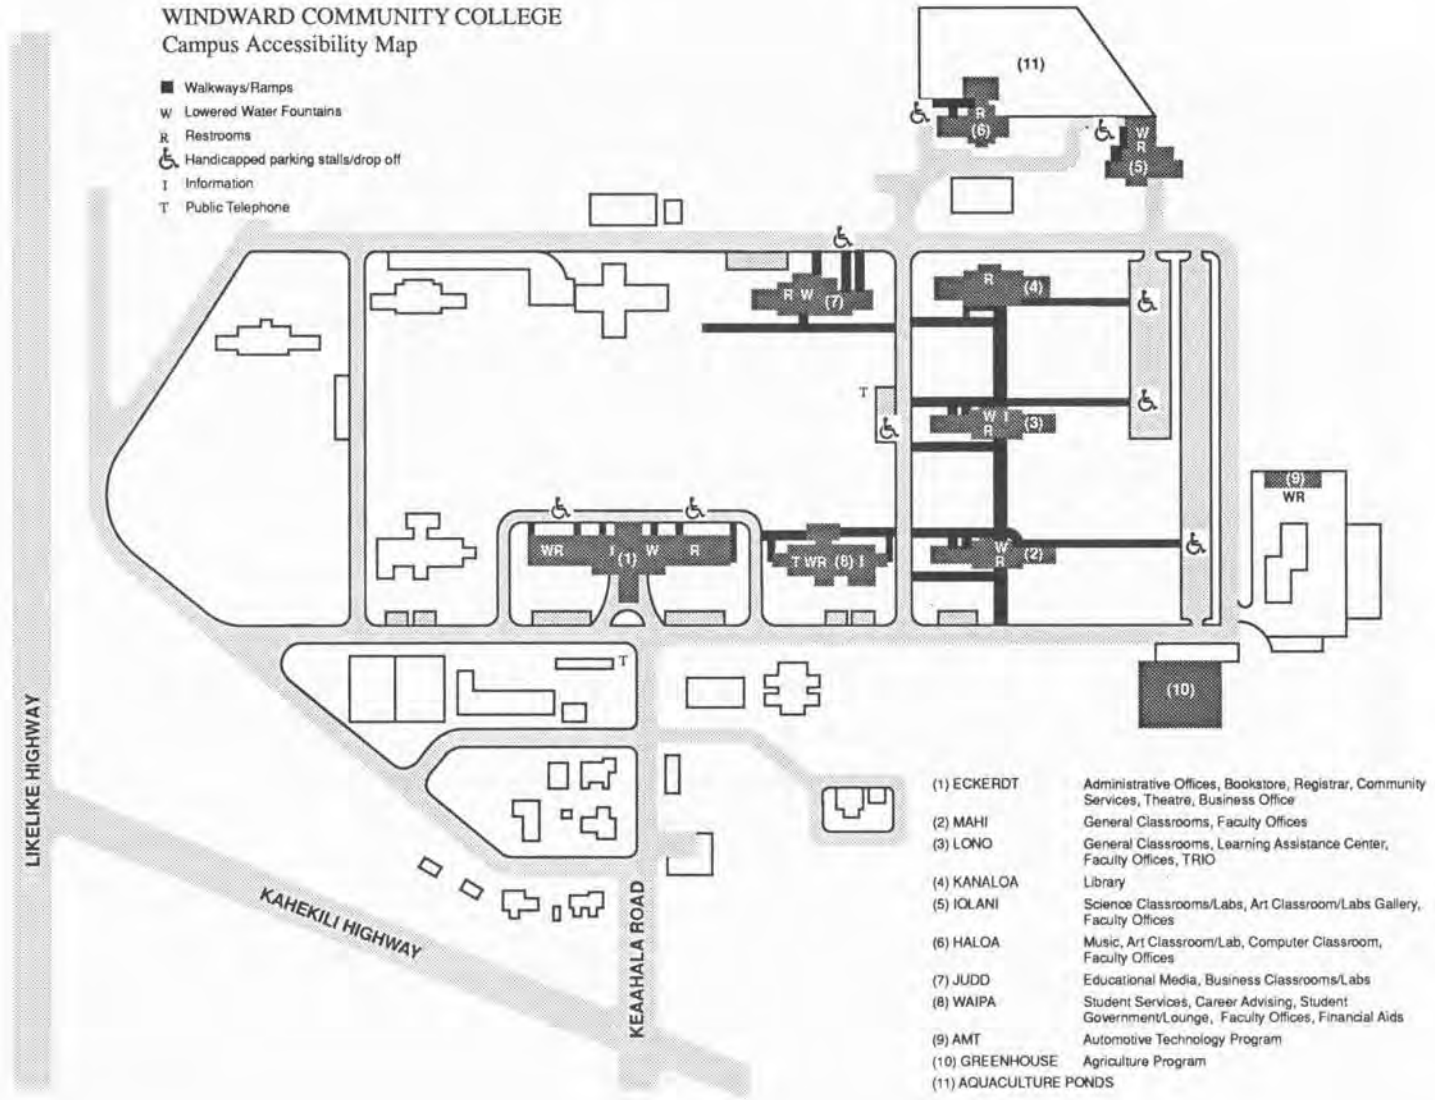 WINDWARD COMMUNITY COLLEGE
Campus Accessibility Map
Walkways/Ramps
W Lowered Water Fountains
R Restrooms
Handicapped parking stalls/drop off
I Information
T Public Telephone
(11)
R
(6)
W
R
(5)
R W (7)
R (4)
T
W I
R (3)
(9)
WR
WR I (1) W R
T WR (8) I
W
R (2)
T
(10)
LIKELIKE HIGHWAY
KAHEKILI HIGHWAY
KEAAHALA ROAD
(1) ECKERDT Administrative Offices, Bookstore, Registrar, Community
Services, Theatre, Business Office
(2) MAHI General Classrooms, Faculty Offices
(3) LONO General Classrooms, Learning Assistance Center,
Faculty Offices, TRIO
(4) KANALOA Library
(5) IOLANI Science Classrooms/Labs, Art Classroom/Labs Gallery,
Faculty Offices
(6) HALOA Music, Art Classroom/Lab, Computer Classroom,
Faculty Offices
(7) JUDD Educational Media, Business Classrooms/Labs
(8) WAIPA Student Services, Career Advising, Student
Government/Lounge, Faculty Offices, Financial Aids
(9) AMT Automotive Technology Program
(10) GREENHOUSE Agriculture Program
(11) AQUACULTURE PONDS